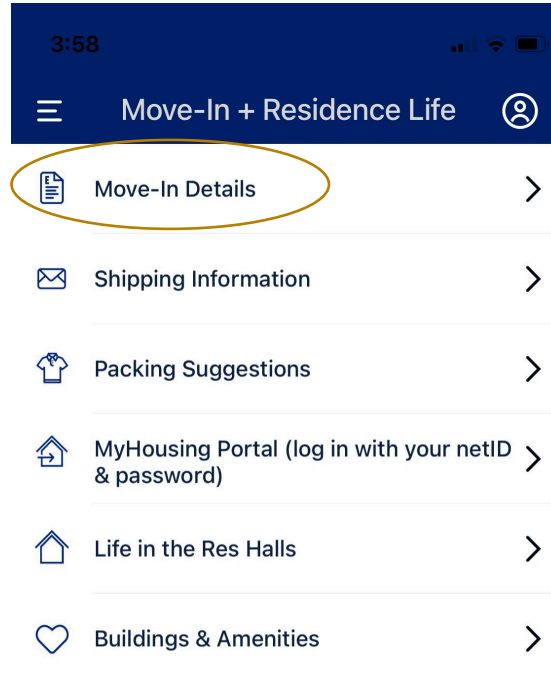 3:58
Move-In + Residence Life
Move-In Details
Shipping Information
Packing Suggestions
MyHousing Portal (log in with your netID
& password)
Life in the Res Halls
Buildings & Amenities